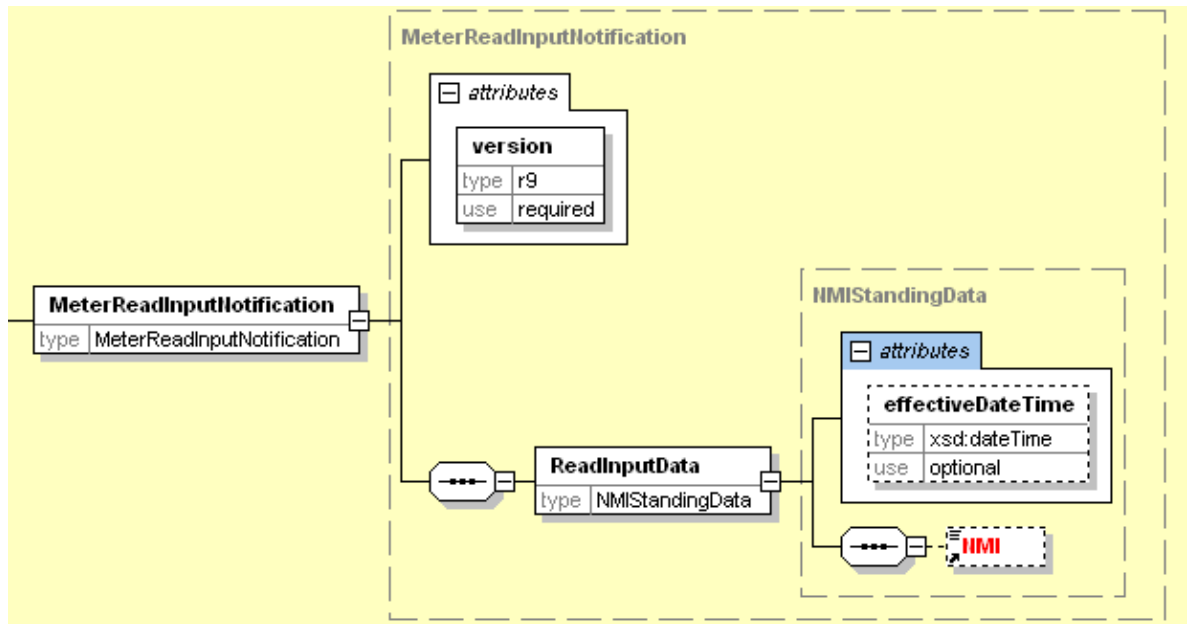 MeterReadInputNotification
attributes
version
type r9
use required
MeterReadInputNotification
type MeterReadInputNotification
NMIStandingData
attributes
effectiveDateTime
type xsd:dateTime
use optional
ReadInputData
type NMIStandingData
NMI